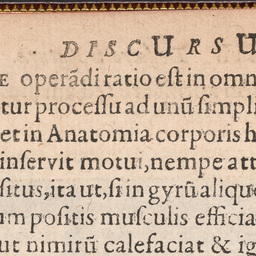 DISCURSU
E operādi ratio est in omn
tur processu ad unū simpli
et in Anatomia corporis h
inservit motui, nempe att
situs, ita ut, si in gyrū alique
um positis musculis efficia
ut nimirū calefaciat & ig